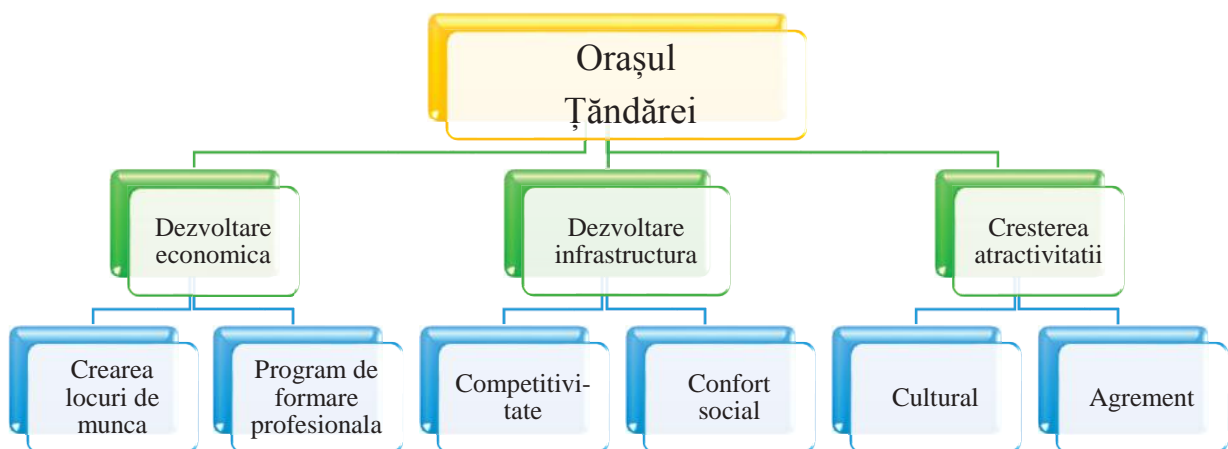 Orașul
Țăndărei
Dezvoltare
economica
Dezvoltare
infrastructura
Cresterea
atractivitatii
Crearea
locuri de
munca
Program de
formare
profesionala
Competitivi-
tate
Confort
social
Cultural
Agrement